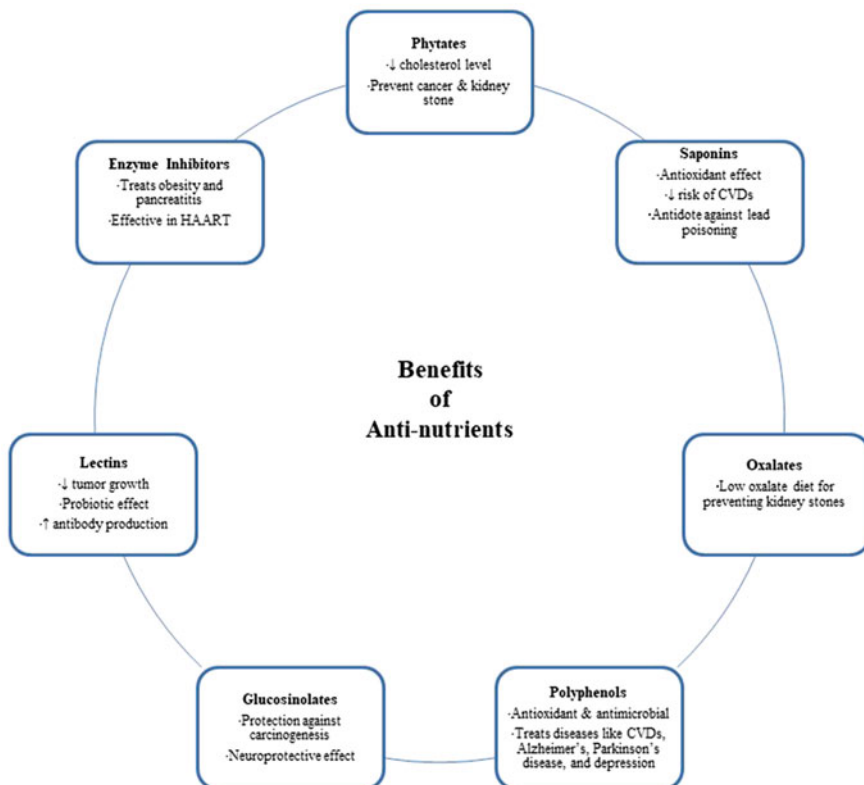 Phytates
·↓ cholesterol level
·Prevent cancer & kidney
stone
Saponins
·Antioxidant effect
·↓ risk of CVDs
·Antidote against lead
poisoning
Oxalates
·Low oxalate diet for
preventing kidney stones
Polyphenols
·Antioxidant & antimicrobial
·Treats diseases like CVDs,
Alzheimer's, Parkinson's
disease, and depression
Glucosinolates
·Protection against
carcinogenesis
·Neuroprotective effect
Lectins
·↓ tumor growth
·Probiotic effect
·↑ antibody production
Enzyme Inhibitors
·Treats obesity and
pancreatitis
·Effective in HAART
Benefits
of
Anti-nutrients